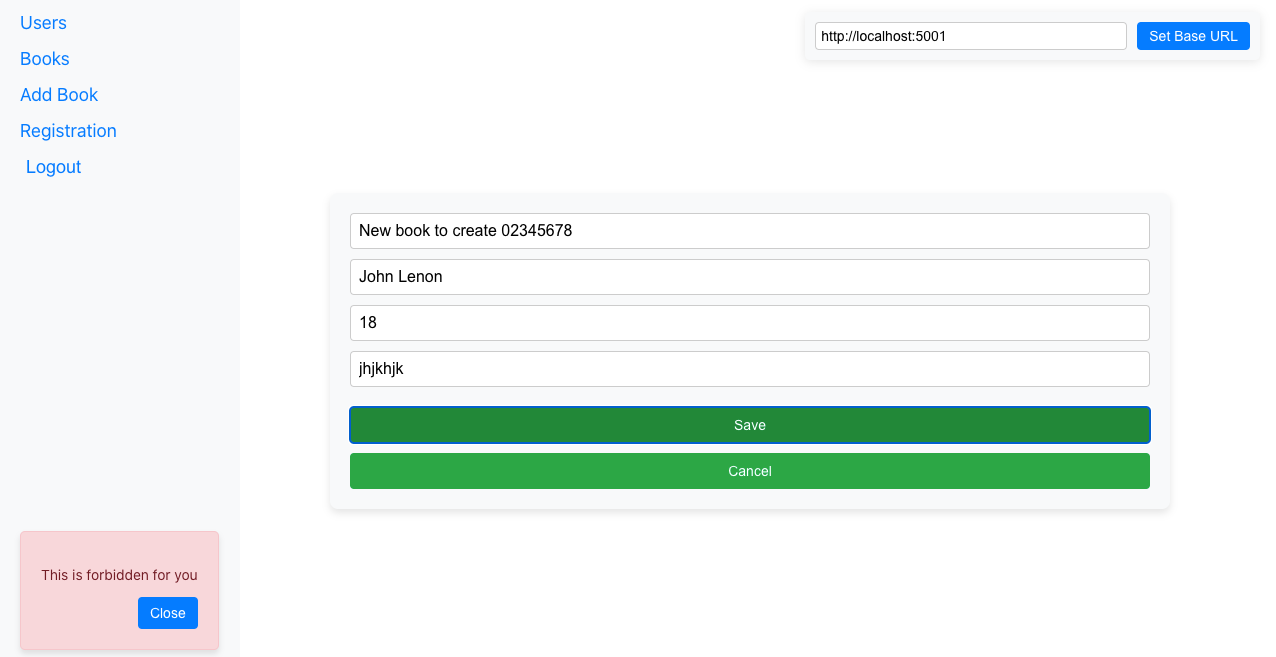 Users
Books
Add Book
Registration
Logout
http://localhost:5001
Set Base URL
New book to create 02345678
John Lenon
18
jhjkhjk
Save
Cancel
This is forbidden for you
Close